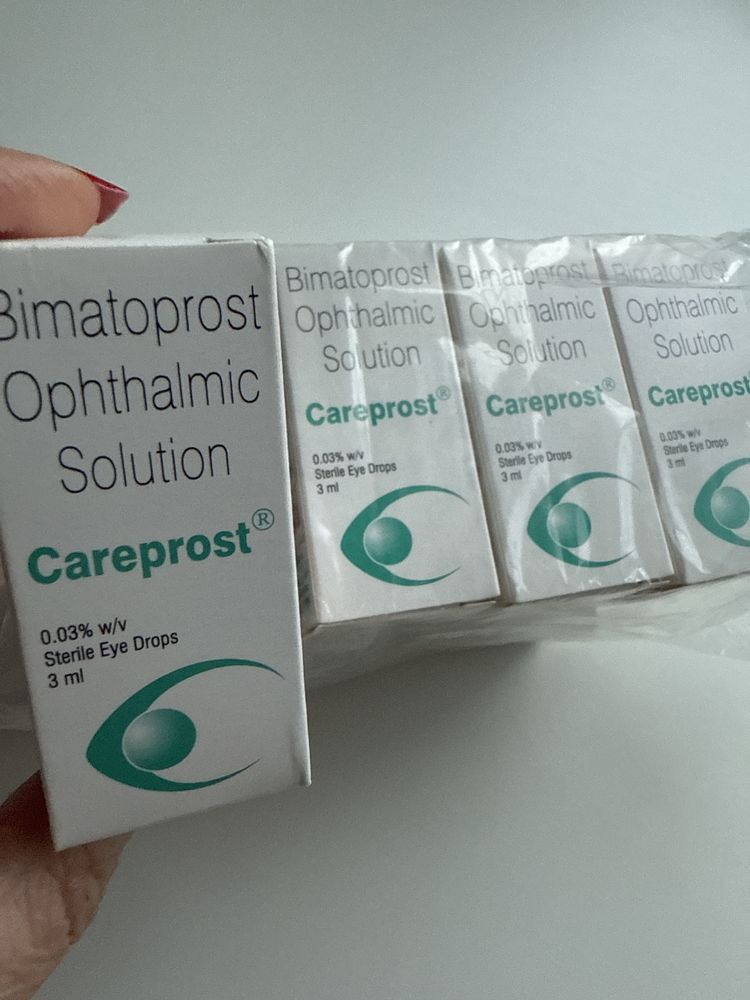 Bimatoprost
Ophthalmic
Solution
Careprost®
0.03% w/v
Sterile Eye Drops
3 ml
Bimatoprost
Ophthalmic
Solution
Careprost®
0.03% w/v
Sterile Eye Drops
3 ml
Bimatoprost
Ophthalmic
Solution
Careprost®
0.03% w/v
Sterile Eye Drops
3 ml
Bimatoprost
Ophthalmic
Solution
Careprost
0.03% w/v
Sterile Eye Drops
3 ml